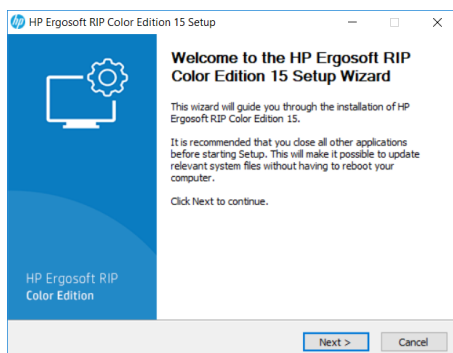 hp HP Ergosoft RIP Color Edition 15 Setup
Welcome to the HP Ergosoft RIP
Color Edition 15 Setup Wizard
This wizard will guide you through the installation of HP
Ergosoft RIP Color Edition 15.
It is recommended that you close all other applications
before starting Setup. This will make it possible to update
relevant system files without having to reboot your
computer.
Click Next to continue.
HP Ergosoft RIP
Color Edition
Next > Cancel